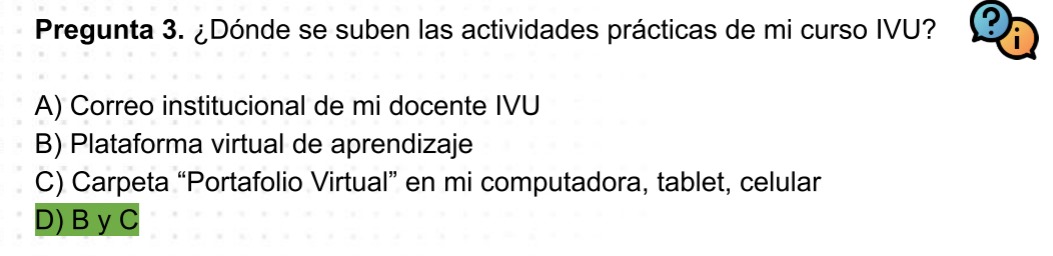 Pregunta 3. ¿Dónde se suben las actividades prácticas de mi curso IVU?
A) Correo institucional de mi docente IVU
B) Plataforma virtual de aprendizaje
C) Carpeta “Portafolio Virtual” en mi computadora, tablet, celular
D) B y C